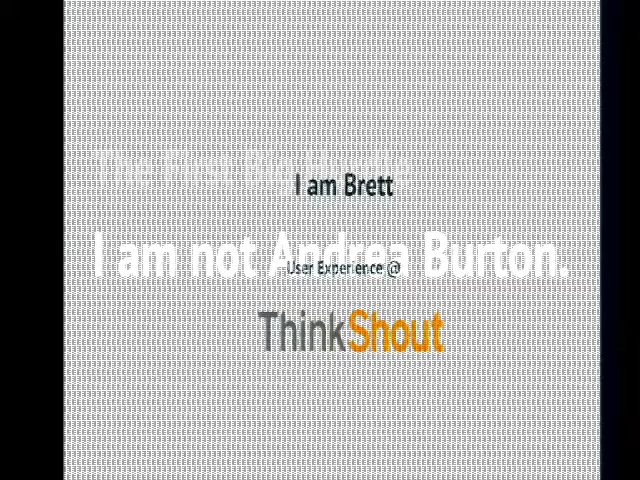 I am Brett
I am not Andrea Burton.
User Experience @
ThinkShout